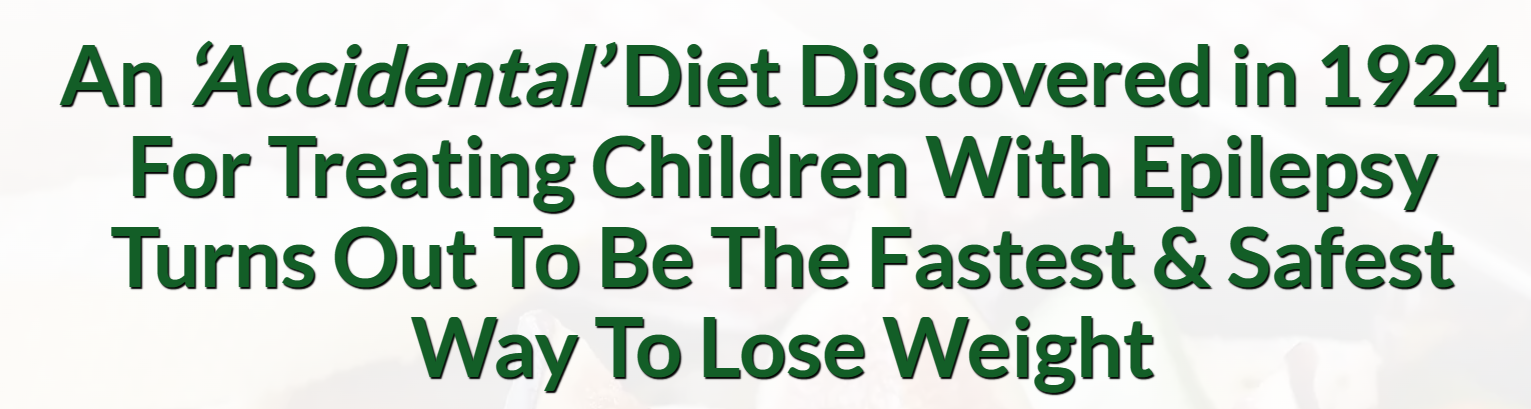 An ‘Accidental’ Diet Discovered in 1924
For Treating Children With Epilepsy
Turns Out To Be The Fastest & Safest
Way To Lose Weight